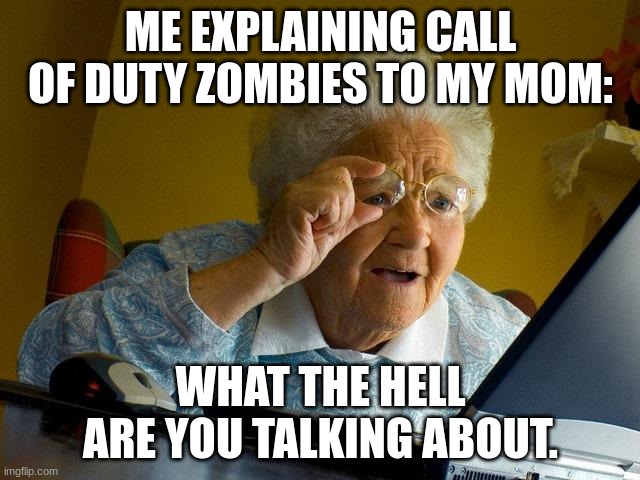 ME EXPLAINING CALL
OF DUTY ZOMBIES TO MY MOM:
WHAT THE HELL
ARE YOU TALKING ABOUT.
imgflip.com